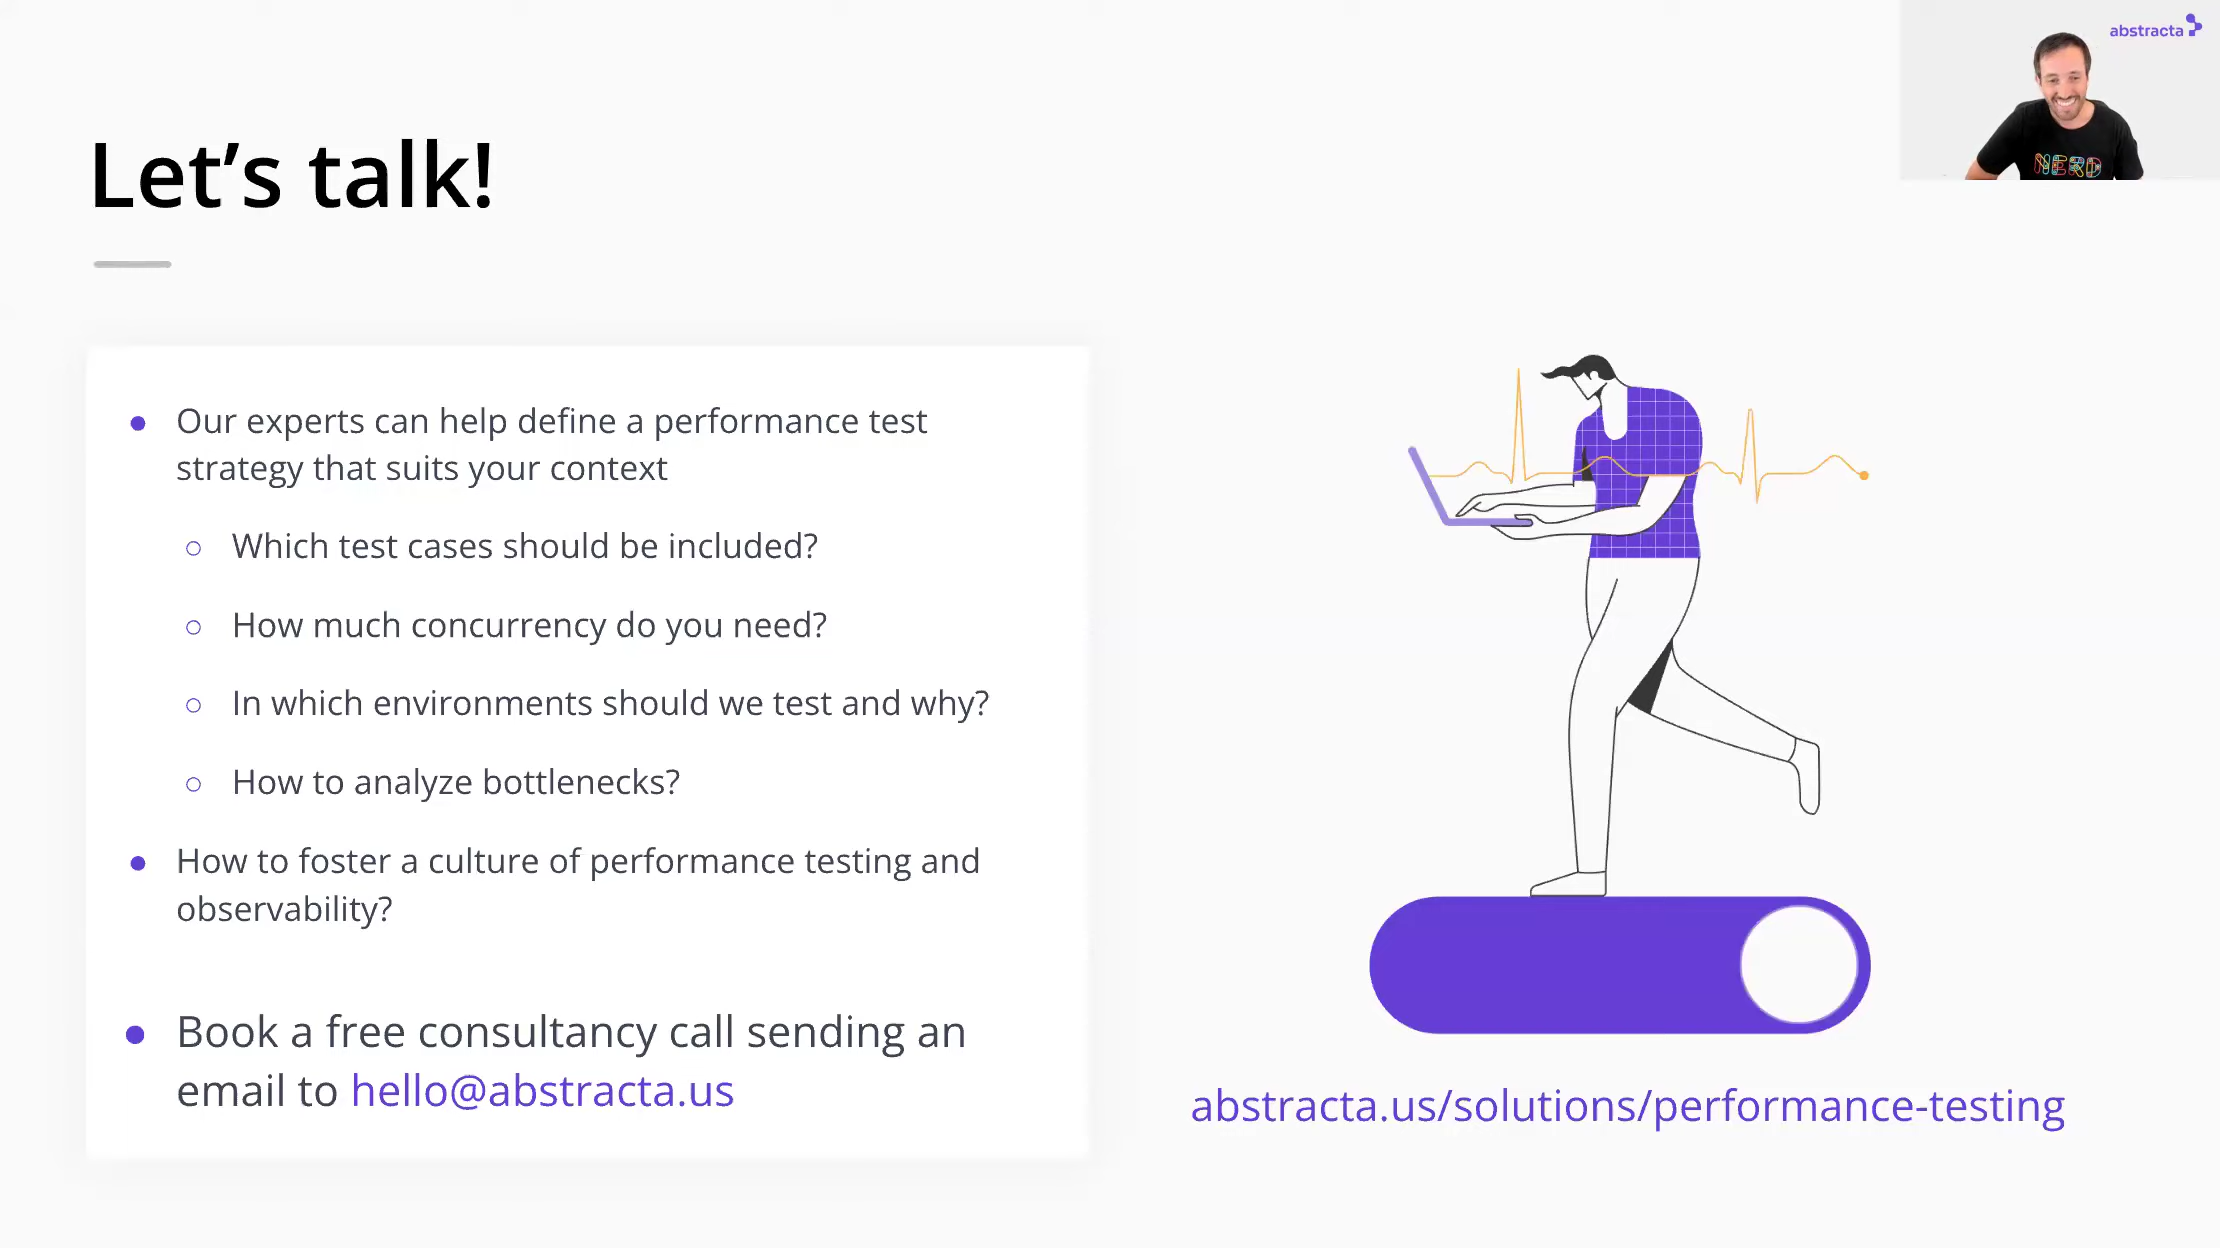 abstracta
NERD
Let’s talk!
● Our experts can help define a performance test
strategy that suits your context
○ Which test cases should be included?
○ How much concurrency do you need?
○ In which environments should we test and why?
○ How to analyze bottlenecks?
● How to foster a culture of performance testing and
observability?
● Book a free consultancy call sending an
email to hello@abstracta.us
abstracta.us/solutions/performance-testing